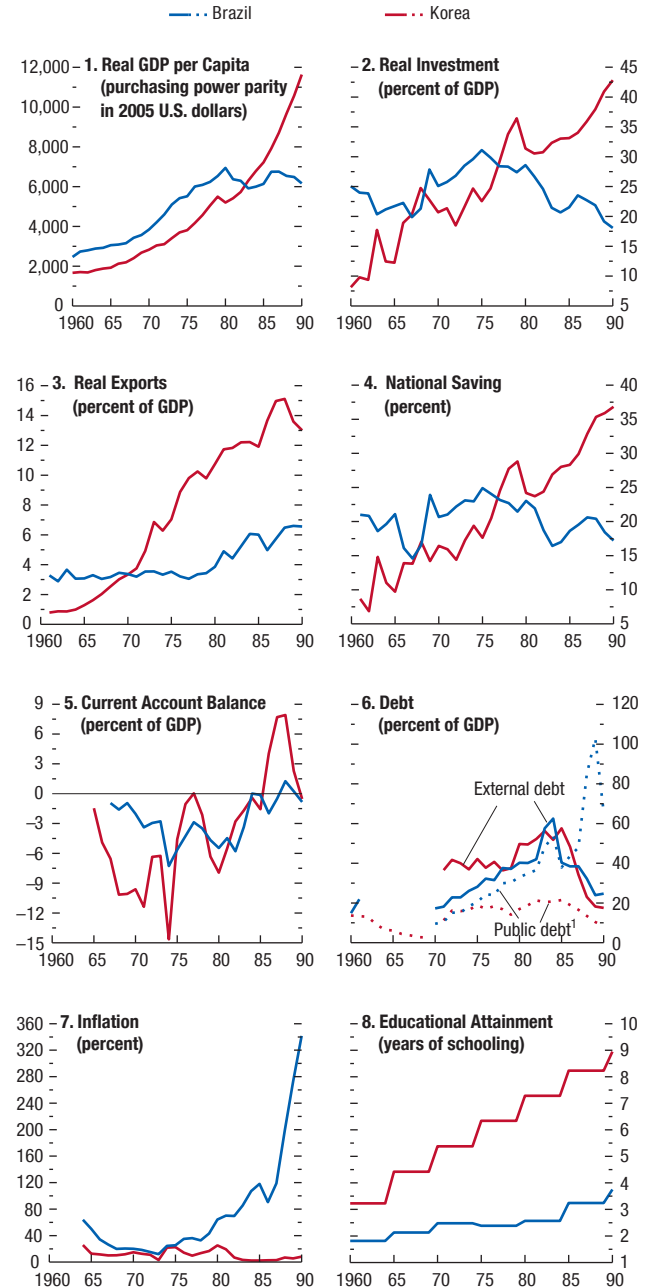 Brazil Korea
1. Real GDP per Capita
(purchasing power parity
in 2005 U.S. dollars)
12,000
10,000
8,000
6,000
4,000
2,000
0
1960 65 70 75 80 85 90
2. Real Investment
(percent of GDP)
45
40
35
30
25
20
15
10
5
1960 65 70 75 80 85 90
3. Real Exports
(percent of GDP)
16
14
12
10
8
6
4
2
0
1960 65 70 75 80 85 90
4. National Saving
(percent)
40
35
30
25
20
15
10
5
1960 65 70 75 80 85 90
5. Current Account Balance
(percent of GDP)
9
6
3
0
–3
–6
–9
–12
–15
1960 65 70 75 80 85 90
6. Debt
(percent of GDP)
120
100
80
60
40
20
0
External debt
Public debt¹
1960 65 70 75 80 85 90
7. Inflation
(percent)
360
320
280
240
200
160
120
80
40
0
1960 65 70 75 80 85 90
8. Educational Attainment
(years of schooling)
10
9
8
7
6
5
4
3
2
1
1960 65 70 75 80 85 90